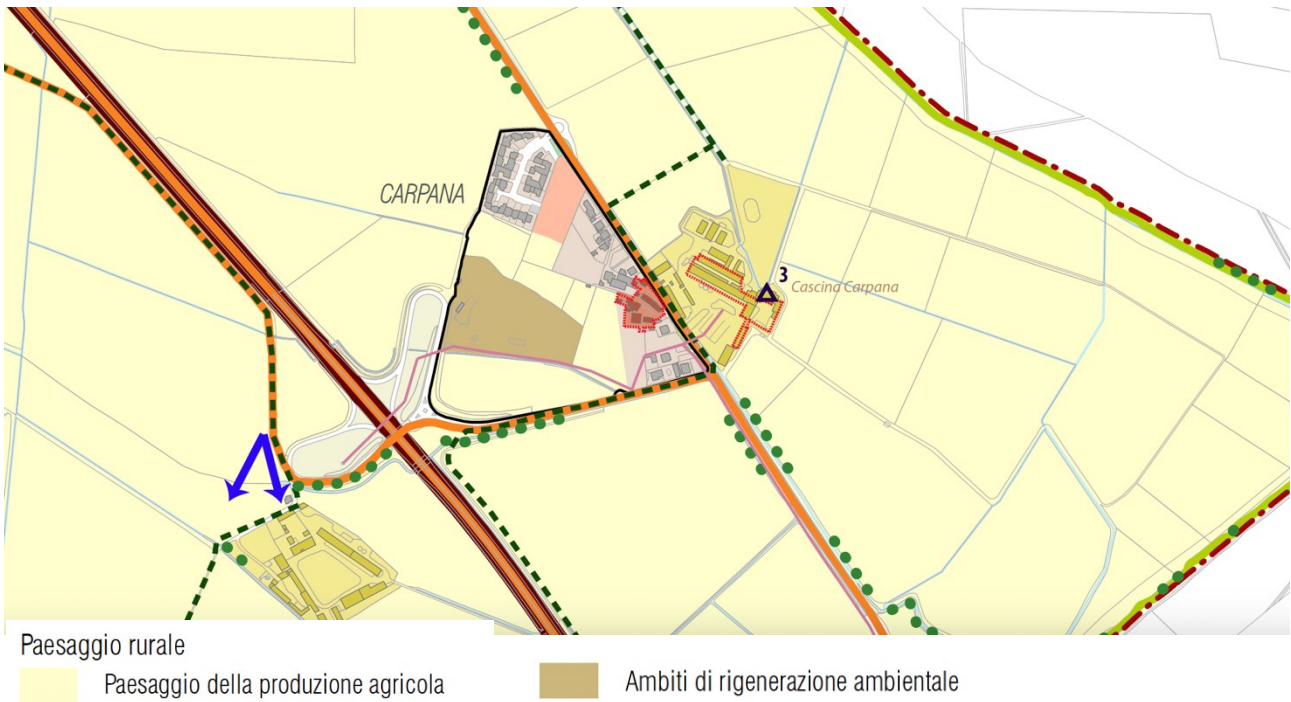 CARPANA
3
Cascina Carpana
Paesaggio rurale
Paesaggio della produzione agricola
Ambiti di rigenerazione ambientale